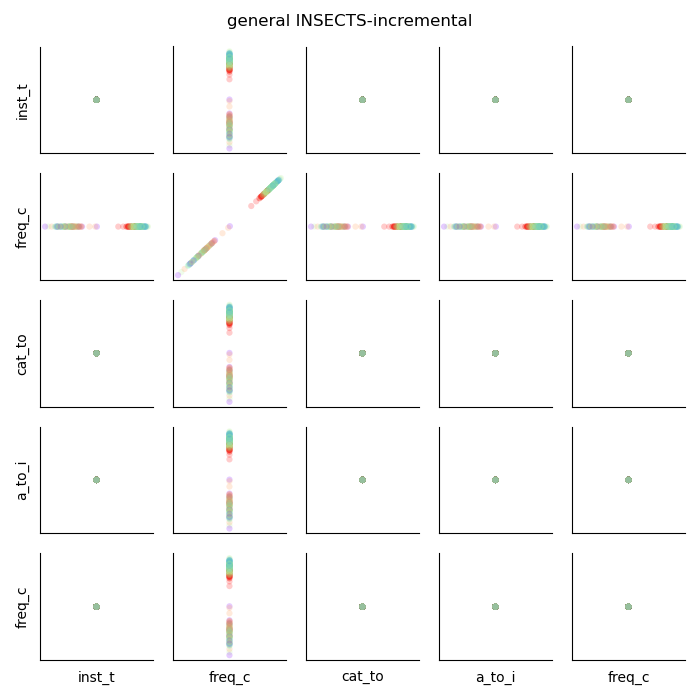 general INSECTS-incremental
inst_t
freq_c
cat_to
a_to_i
freq_c
inst_t
freq_c
cat_to
a_to_i
freq_c